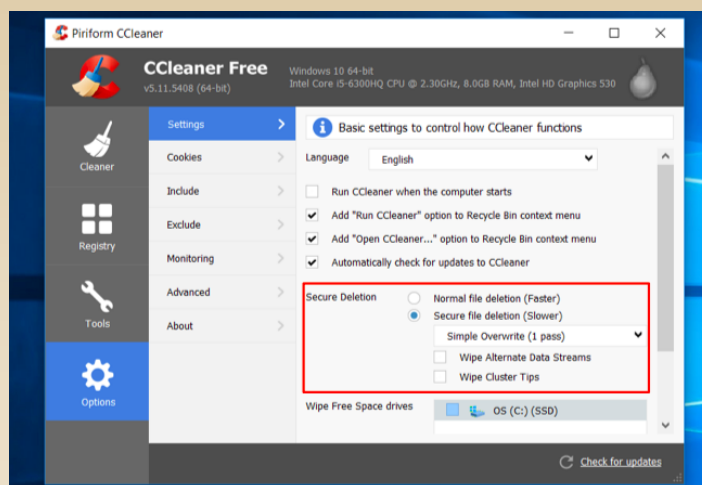 Piriform CCleaner
CCleaner Free
v5.11.5408 (64-bit)
Windows 10 64-bit
Intel Core i5-6300HQ CPU @ 2.30GHz, 8.0GB RAM, Intel HD Graphics 530
Cleaner
Registry
Tools
Options
Settings
Cookies
Include
Exclude
Monitoring
Advanced
About
Basic settings to control how CCleaner functions
Language English
Run CCleaner when the computer starts
Add "Run CCleaner" option to Recycle Bin context menu
Add "Open CCleaner..." option to Recycle Bin context menu
Automatically check for updates to CCleaner
Secure Deletion Normal file deletion (Faster)
Secure file deletion (Slower)
Simple Overwrite (1 pass)
Wipe Alternate Data Streams
Wipe Cluster Tips
Wipe Free Space drives OS (C:) (SSD)
Check for updates